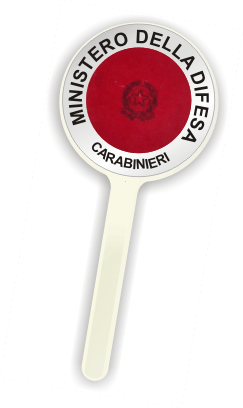 MINISTERO DELLA DIFESA
CARABINIERI